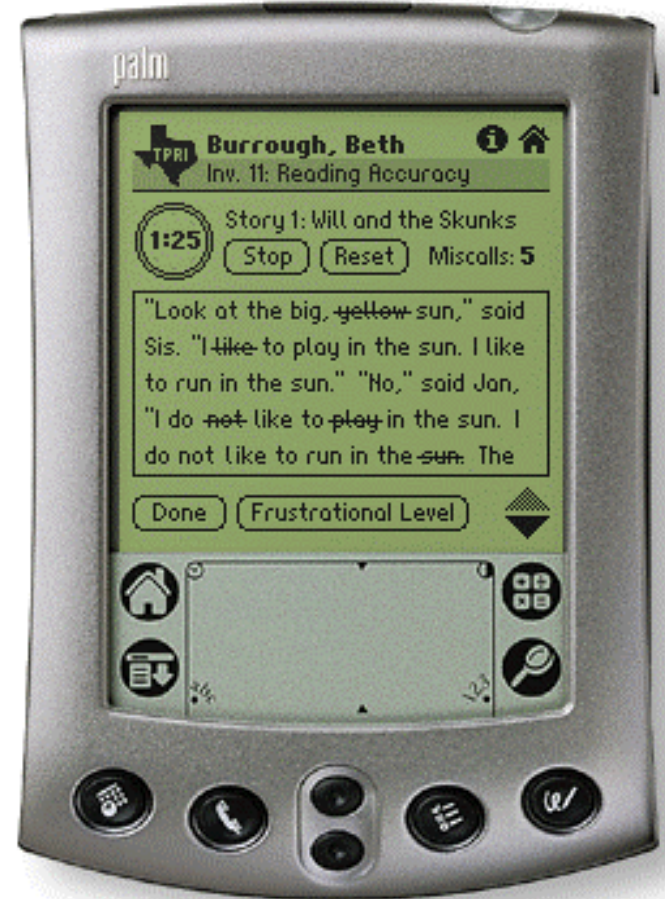 palm
TPRI
Burrough, Beth
Inv. 11: Reading Accuracy
1:25
Story 1: Will and the Skunks
Stop Reset Miscalls: 5
"Look at the big, yellow sun," said
Sis. "I like to play in the sun. I like
to run in the sun." "No," said Jan,
"I do not like to play in the sun. I
do not like to run in the sun. The
Done Frustrational Level
abc
123